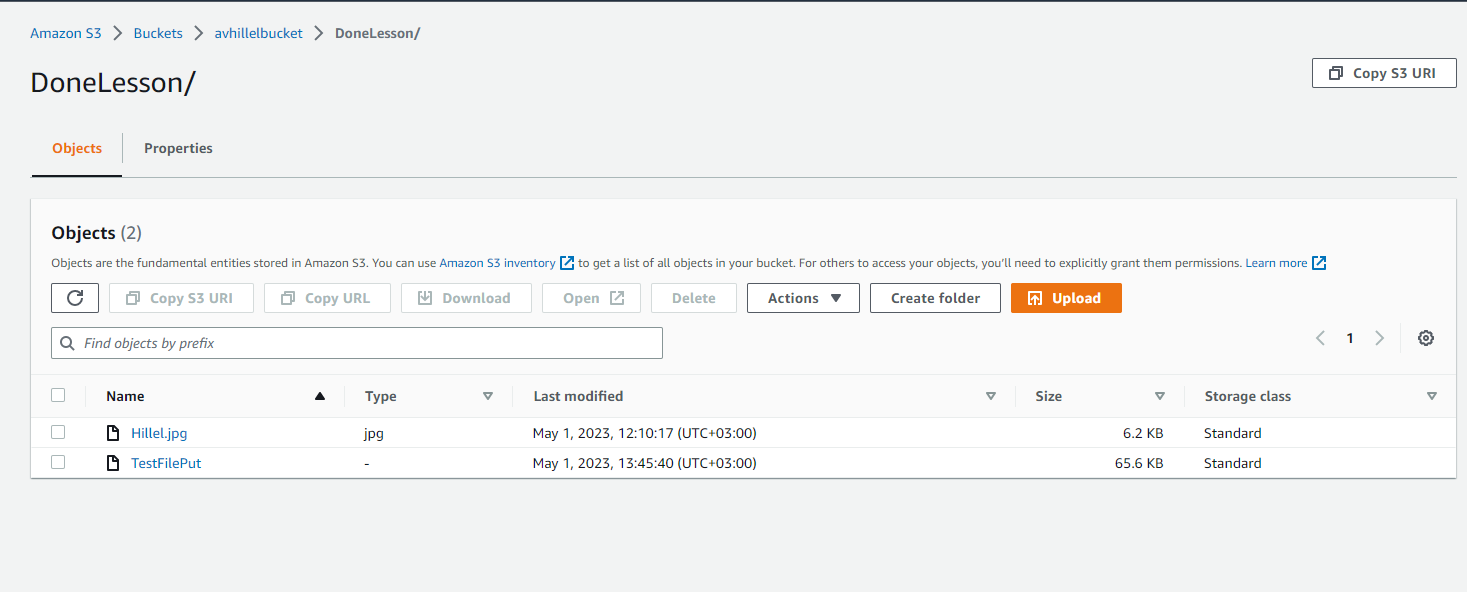 Amazon S3 > Buckets > avhillelbucket > DoneLesson/
DoneLesson/
Copy S3 URI
Objects Properties
Objects (2)
Objects are the fundamental entities stored in Amazon S3. You can use Amazon S3 inventory to get a list of all objects in your bucket. For others to access your objects, you'll need to explicitly grant them permissions. Learn more
Copy S3 URI Copy URL Download Open Delete Actions Create folder Upload
Find objects by prefix
1
Name Type Last modified Size Storage class
Hillel.jpg jpg May 1, 2023, 12:10:17 (UTC+03:00) 6.2 KB Standard
TestFilePut - May 1, 2023, 13:45:40 (UTC+03:00) 65.6 KB Standard